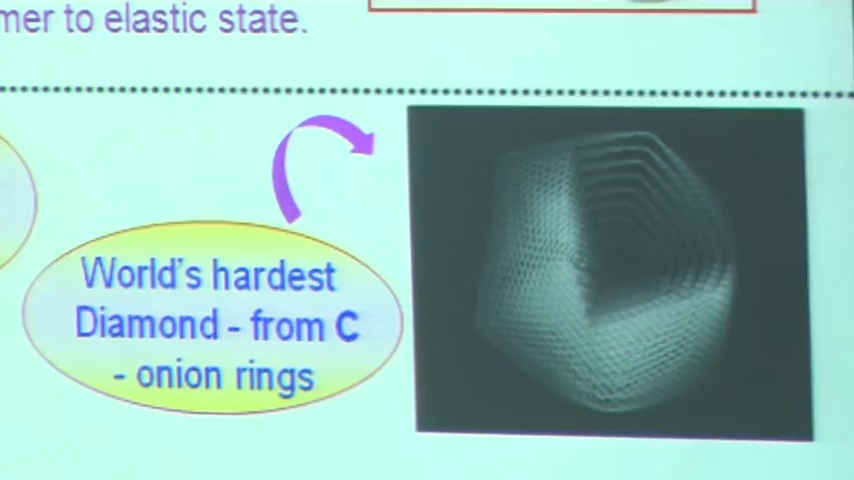 mer to elastic state.
World's hardest
Diamond - from C
- onion rings